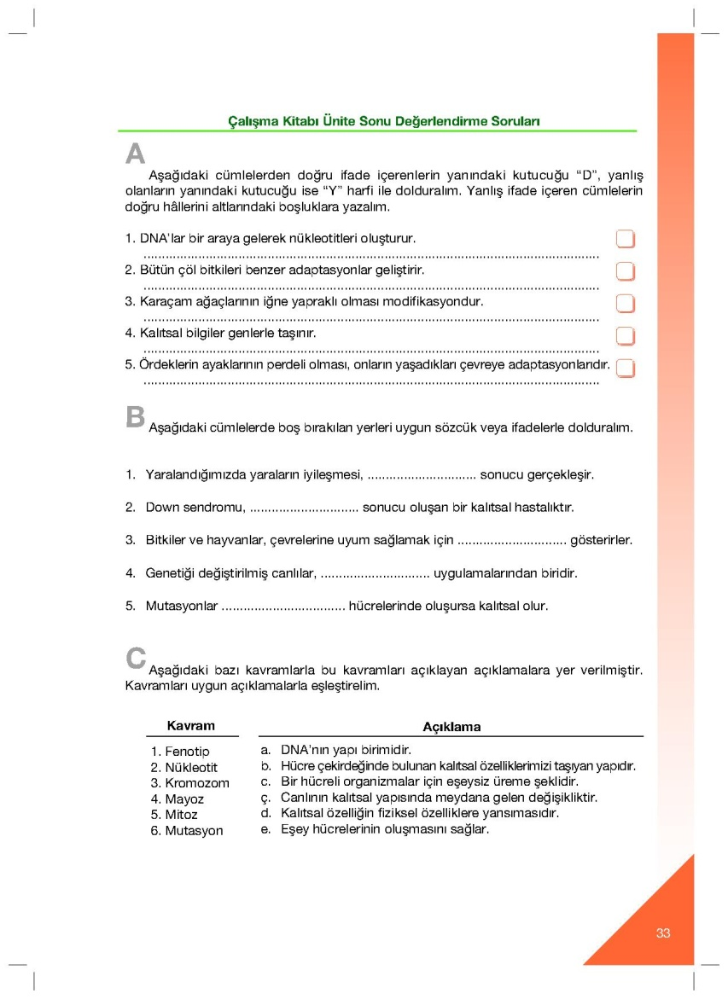 Çalışma Kitabı Ünite Sonu Değerlendirme Soruları
A
Aşağıdaki cümlelerden doğru ifade içerenlerin yanındaki kutucuğu “D”, yanlış
olanların yanındaki kutucuğu ise “Y” harfi ile dolduralım. Yanlış ifade içeren cümlelerin
doğru hâllerini altlarındaki boşluklara yazalım.
1. DNA’lar bir araya gelerek nükleotitleri oluşturur.
............................................................................................................................
2. Bütün çöl bitkileri benzer adaptasyonlar geliştirir.
............................................................................................................................
3. Karaçam ağaçlarının iğne yapraklı olması modifikasyondur.
............................................................................................................................
4. Kalıtsal bilgiler genlerle taşınır.
............................................................................................................................
5. Ördeklerin ayaklarının perdeli olması, onların yaşadıkları çevreye adaptasyonlarıdır.
............................................................................................................................
B
Aşağıdaki cümlelerde boş bırakılan yerleri uygun sözcük veya ifadelerle dolduralım.
1. Yaralandığımızda yaraların iyileşmesi, .............................. sonucu gerçekleşir.
2. Down sendromu, .............................. sonucu oluşan bir kalıtsal hastalıktır.
3. Bitkiler ve hayvanlar, çevrelerine uyum sağlamak için .............................. gösterirler.
4. Genetiği değiştirilmiş canlılar, .............................. uygulamalarından biridir.
5. Mutasyonlar .................................. hücrelerinde oluşursa kalıtsal olur.
C
Aşağıdaki bazı kavramlarla bu kavramları açıklayan açıklamalara yer verilmiştir.
Kavramları uygun açıklamalarla eşleştirelim.
Kavram
1. Fenotip
2. Nükleotit
3. Kromozom
4. Mayoz
5. Mitoz
6. Mutasyon
Açıklama
a. DNA’nın yapı birimidir.
b. Hücre çekirdeğinde bulunan kalıtsal özelliklerimizi taşıyan yapıdır.
c. Bir hücreli organizmalar için eşeysiz üreme şeklidir.
ç. Canlının kalıtsal yapısında meydana gelen değişikliktir.
d. Kalıtsal özelliğin fiziksel özelliklere yansımasıdır.
e. Eşey hücrelerinin oluşmasını sağlar.
33